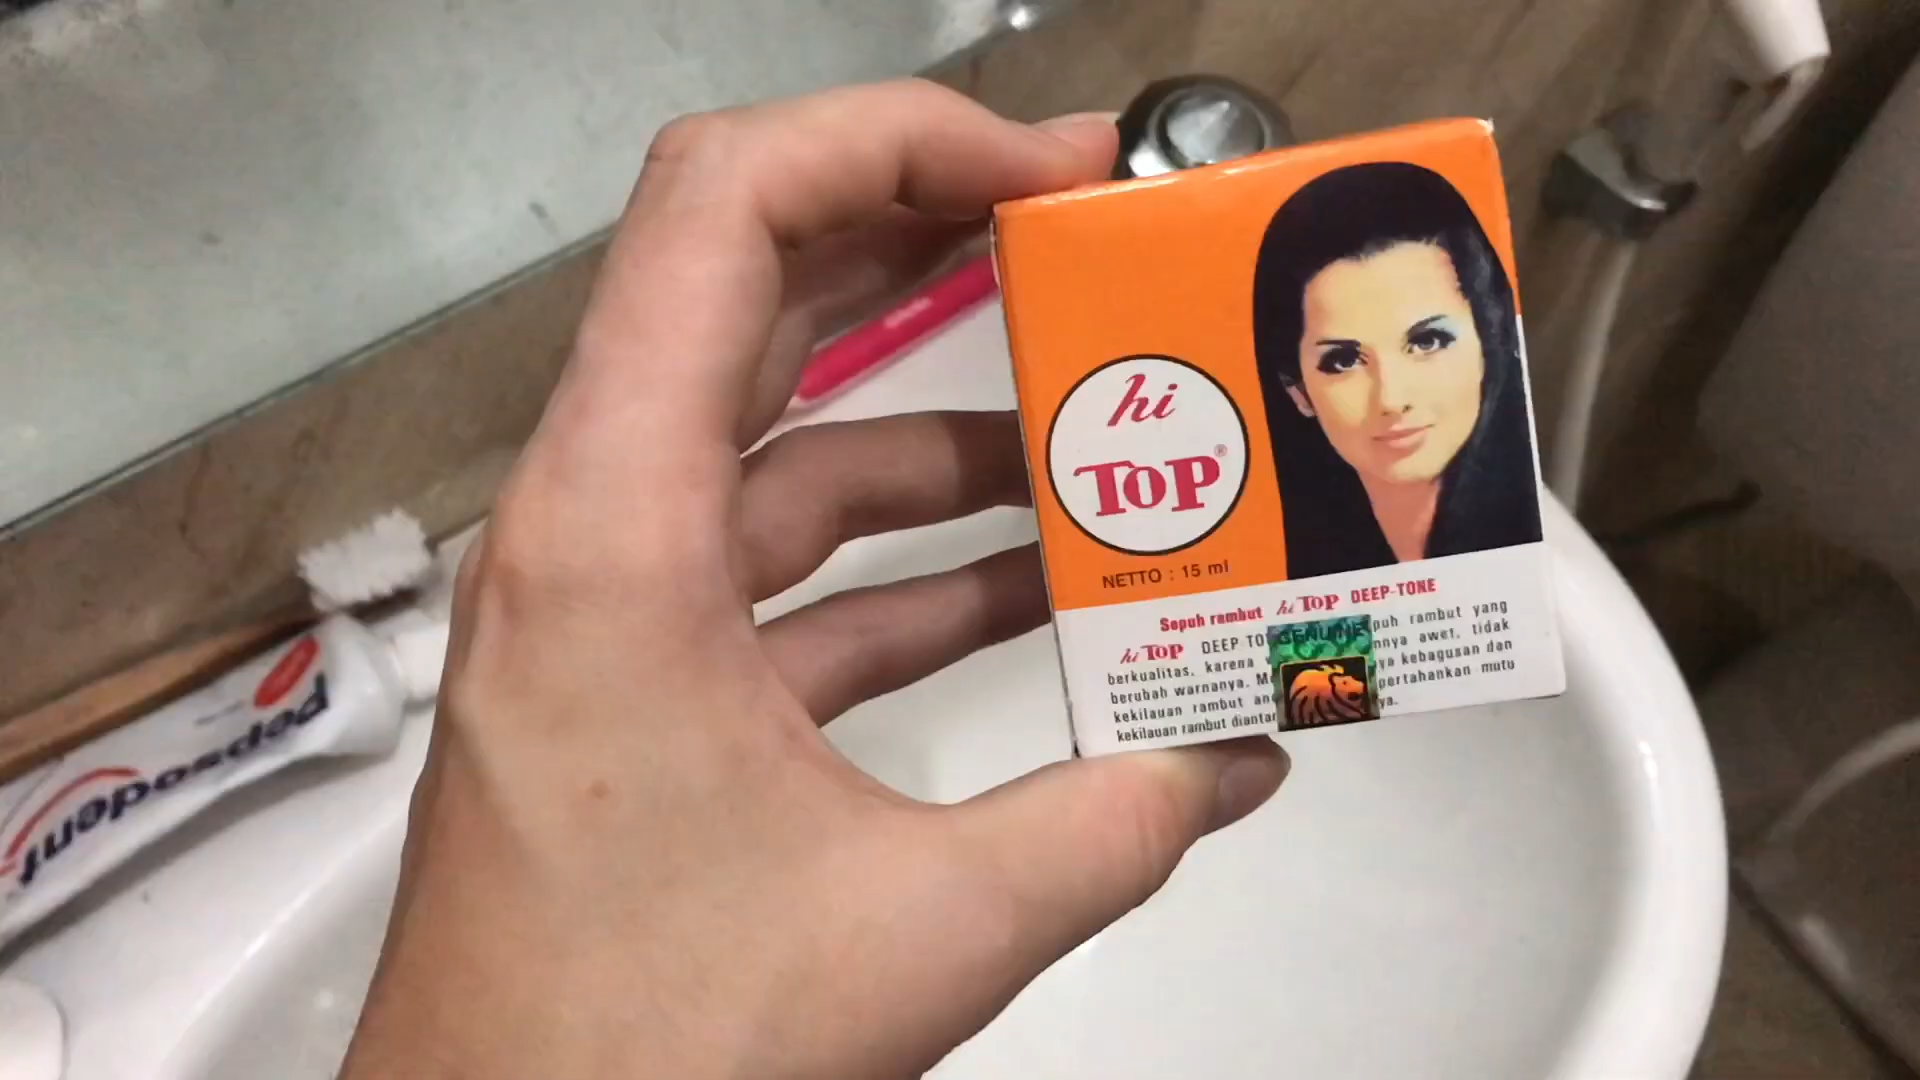 hi
TOP®
NETTO : 15 ml
Sepuh rambut hi TOP DEEP-TONE
hi TOP DEEP TO puh rambut yang
berkualitas, karena nnya awet, tidak
berubah warnanya. ya kebagusan dan
kekilauan rambut pertahankan mutu
kekilauan rambut ya.
GENUINE
pepsodent